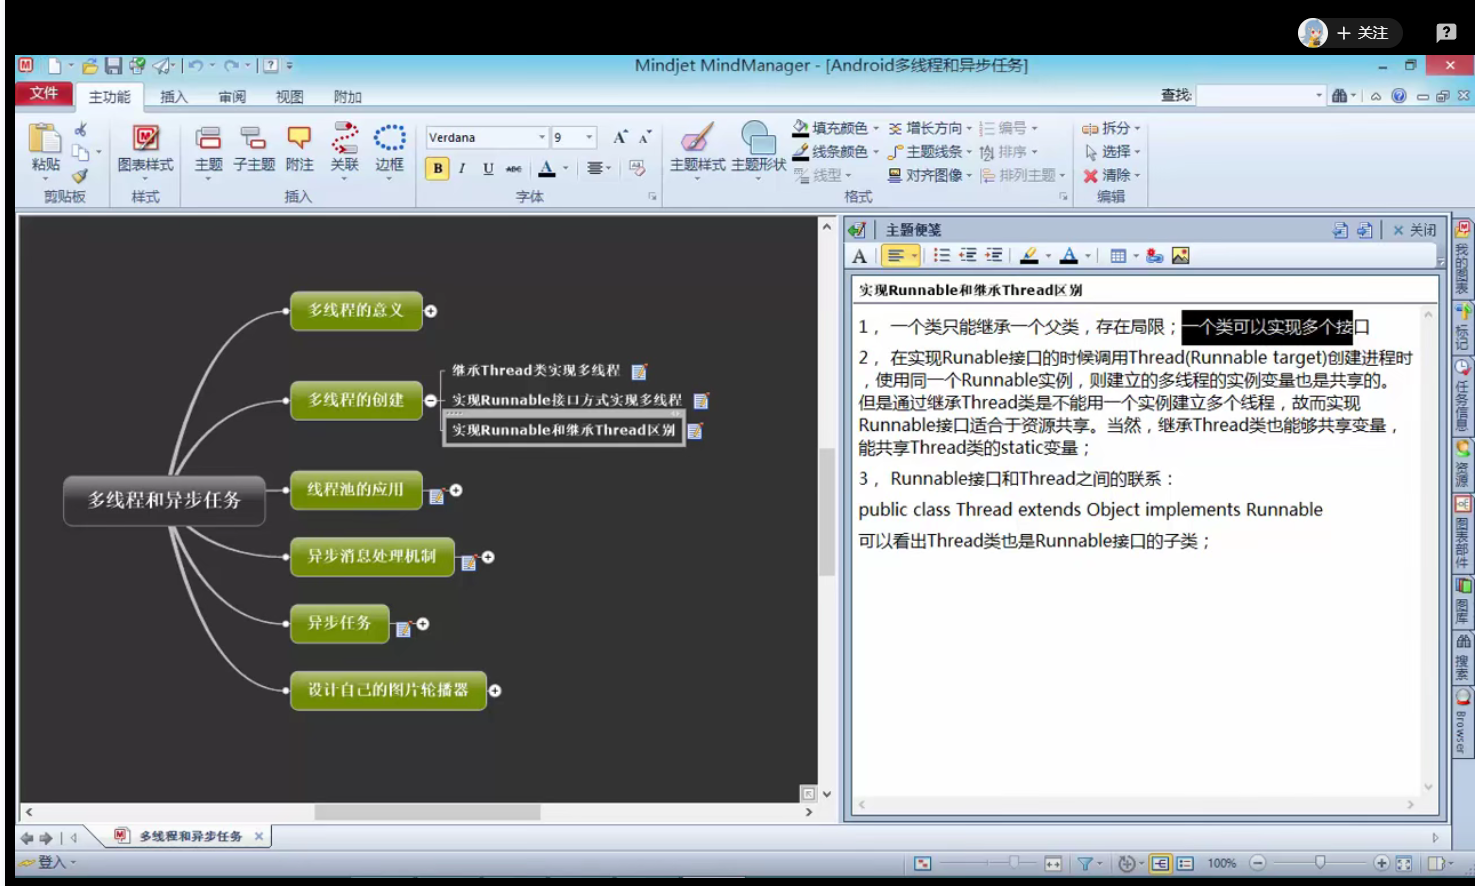 关注
Mindjet MindManager - [Android多线程和异步任务]
文件 主功能 插入 审阅 视图 附加
查找:
粘贴
剪贴板
图表样式
样式
主题 子主题 附注 关联 边框
插入
Verdana 9
B I U ABC A
字体
主题样式 主题形状
填充颜色 增长方向 编号
线条颜色 主题线条 排序
线型 对齐图像 排列主题
格式
拆分
选择
清除
编辑
多线程和异步任务
多线程的意义
多线程的创建
继承Thread类实现多线程
实现Runnable接口方式实现多线程
实现Runnable和继承Thread区别
线程池的应用
异步消息处理机制
异步任务
设计自己的图片轮播器
主题便笺
关闭
实现Runnable和继承Thread区别
1，一个类只能继承一个父类，存在局限；一个类可以实现多个接口
2，在实现Runable接口的时候调用Thread(Runnable target)创建进程时
，使用同一个Runnable实例，则建立的多线程的实例变量也是共享的。
但是通过继承Thread类是不能用一个实例建立多个线程，故而实现
Runnable接口适合于资源共享。当然，继承Thread类也能够共享变量，
能共享Thread类的static变量；
3，Runnable接口和Thread之间的联系：
public class Thread extends Object implements Runnable
可以看出Thread类也是Runnable接口的子类；
我的图表
标记
任务信息
资源
图表部件
图库
搜索
Browser
多线程和异步任务
登入
100%